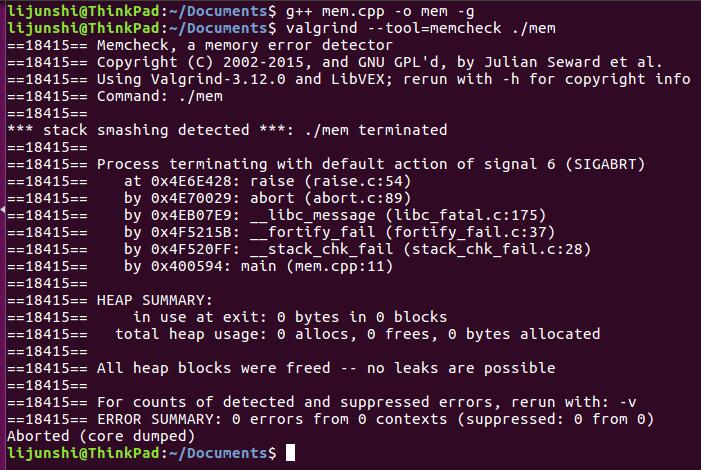 lijunshi@ThinkPad:~/Documents$ g++ mem.cpp -o mem -g
lijunshi@ThinkPad:~/Documents$ valgrind --tool=memcheck ./mem
==18415== Memcheck, a memory error detector
==18415== Copyright (C) 2002-2015, and GNU GPL'd, by Julian Seward et al.
==18415== Using Valgrind-3.12.0 and LibVEX; rerun with -h for copyright info
==18415== Command: ./mem
==18415==
*** stack smashing detected ***: ./mem terminated
==18415==
==18415== Process terminating with default action of signal 6 (SIGABRT)
==18415==    at 0x4E6E428: raise (raise.c:54)
==18415==    by 0x4E70029: abort (abort.c:89)
==18415==    by 0x4EB07E9: __libc_message (libc_fatal.c:175)
==18415==    by 0x4F5215B: __fortify_fail (fortify_fail.c:37)
==18415==    by 0x4F520FF: __stack_chk_fail (stack_chk_fail.c:28)
==18415==    by 0x400594: main (mem.cpp:11)
==18415==
==18415== HEAP SUMMARY:
==18415==     in use at exit: 0 bytes in 0 blocks
==18415==   total heap usage: 0 allocs, 0 frees, 0 bytes allocated
==18415==
==18415== All heap blocks were freed -- no leaks are possible
==18415==
==18415== For counts of detected and suppressed errors, rerun with: -v
==18415== ERROR SUMMARY: 0 errors from 0 contexts (suppressed: 0 from 0)
Aborted (core dumped)
lijunshi@ThinkPad:~/Documents$